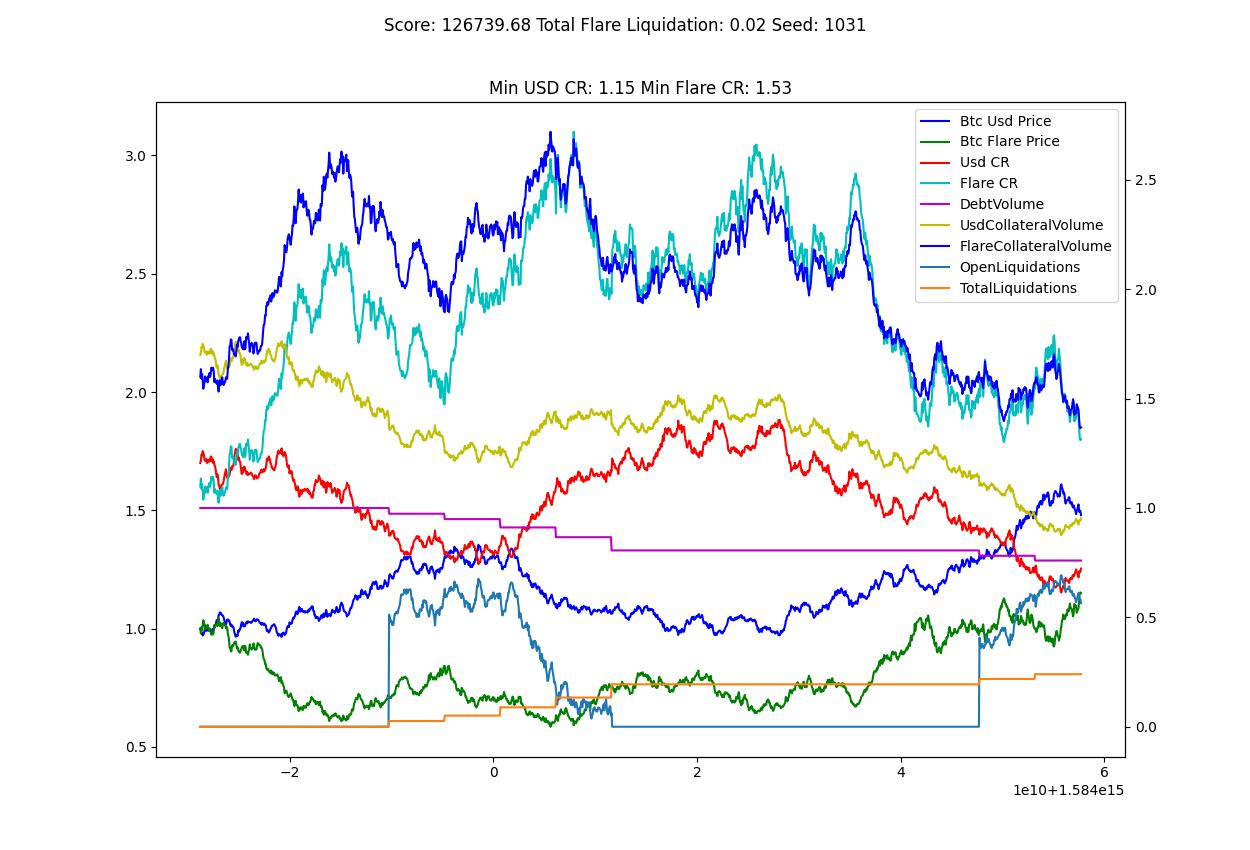 Score: 126739.68 Total Flare Liquidation: 0.02 Seed: 1031
Min USD CR: 1.15 Min Flare CR: 1.53
Btc Usd Price
Btc Flare Price
Usd CR
Flare CR
DebtVolume
UsdCollateralVolume
FlareCollateralVolume
OpenLiquidations
TotalLiquidations
3.0
2.5
2.0
1.5
1.0
0.5
2.5
2.0
1.5
1.0
0.5
0.0
−2
0
2
4
6
1e10+1.584e15